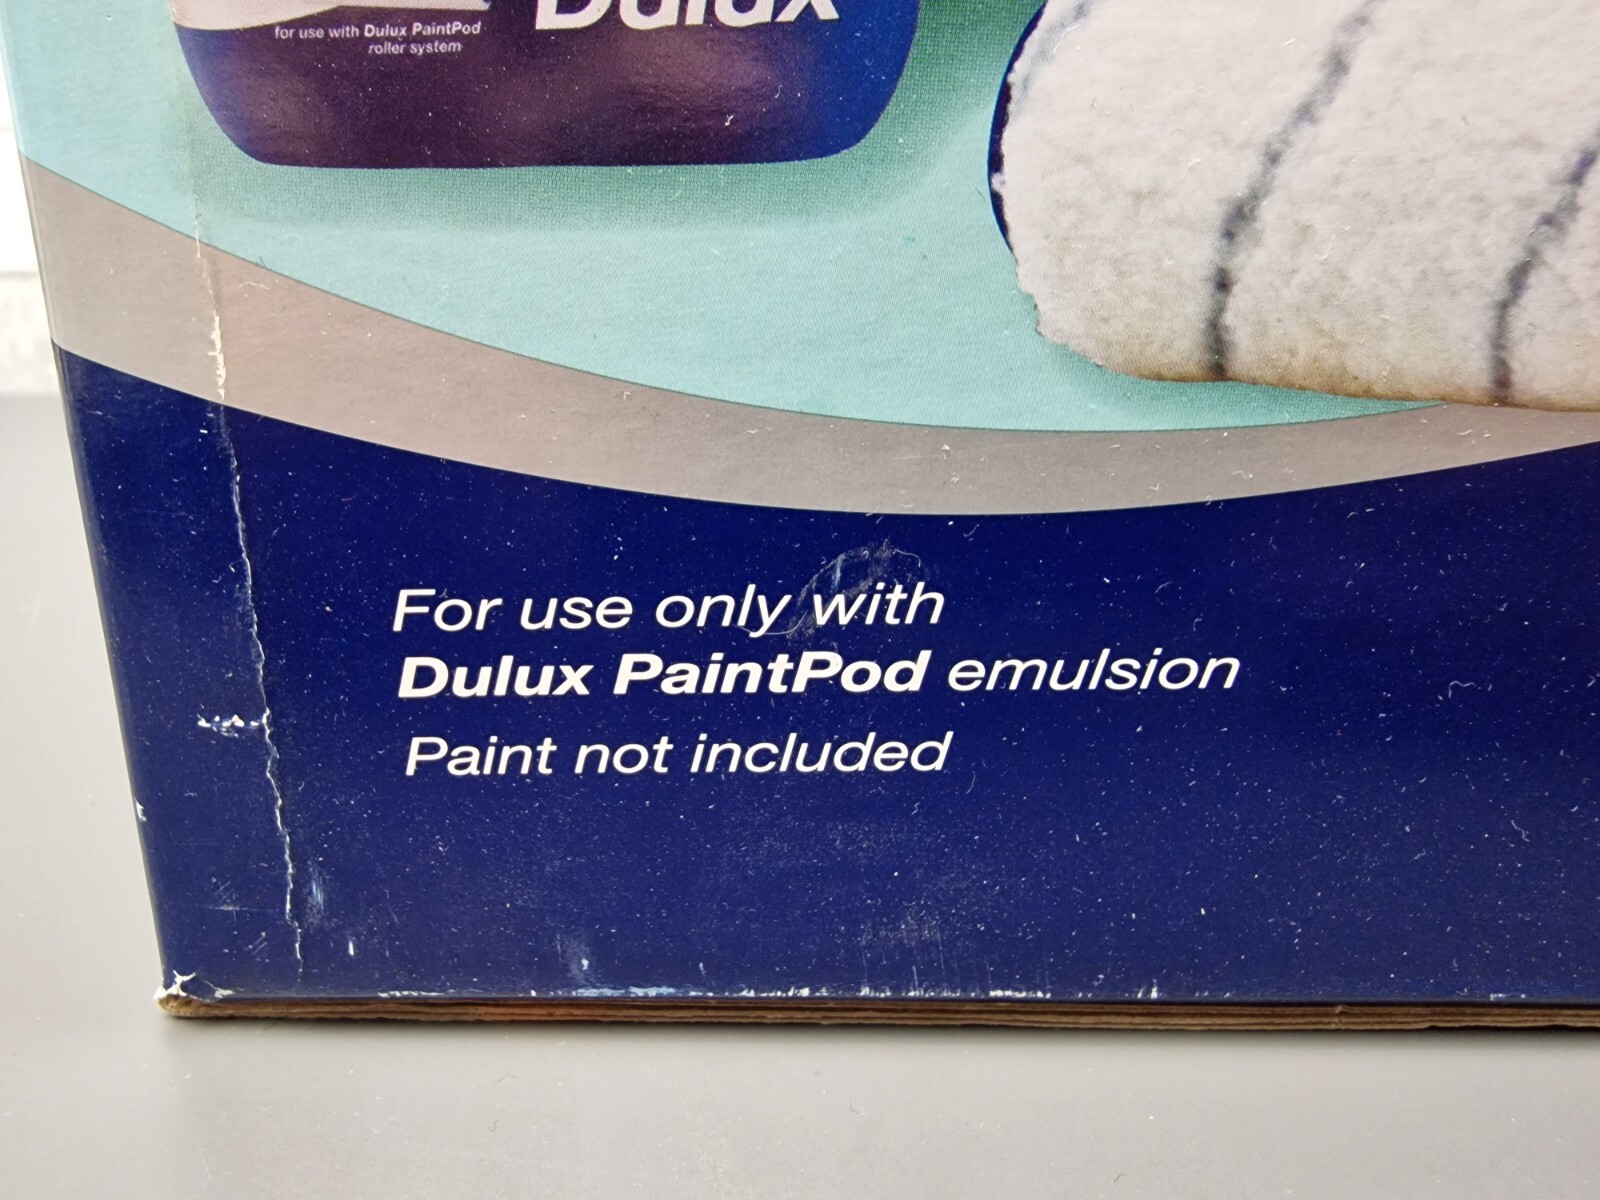 for use with Dulux PaintPod
roller system
Dulux
For use only with
Dulux PaintPod emulsion
Paint not included